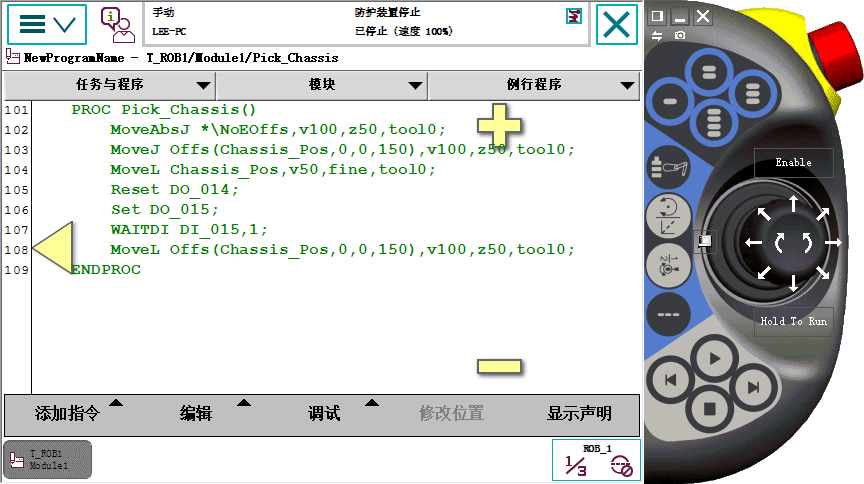 手动
LEE-PC
防护装置停止
已停止 (速度 100%)
NewProgramName - T_ROB1/Module1/Pick_Chassis
任务与程序
模块
例行程序
101 PROC Pick_Chassis()
102 MoveAbsJ *\NoEOffs,v100,z50,tool0;
103 MoveJ Offs(Chassis_Pos,0,0,150),v100,z50,tool0;
104 MoveL Chassis_Pos,v50,fine,tool0;
105 Reset DO_014;
106 Set DO_015;
107 WAITDI DI_015,1;
108 MoveL Offs(Chassis_Pos,0,0,150),v100,z50,tool0;
109 ENDPROC
添加指令
编辑
调试
修改位置
显示声明
T_ROB1
Module1
ROB_1
1/3
Enable
Hold To Run